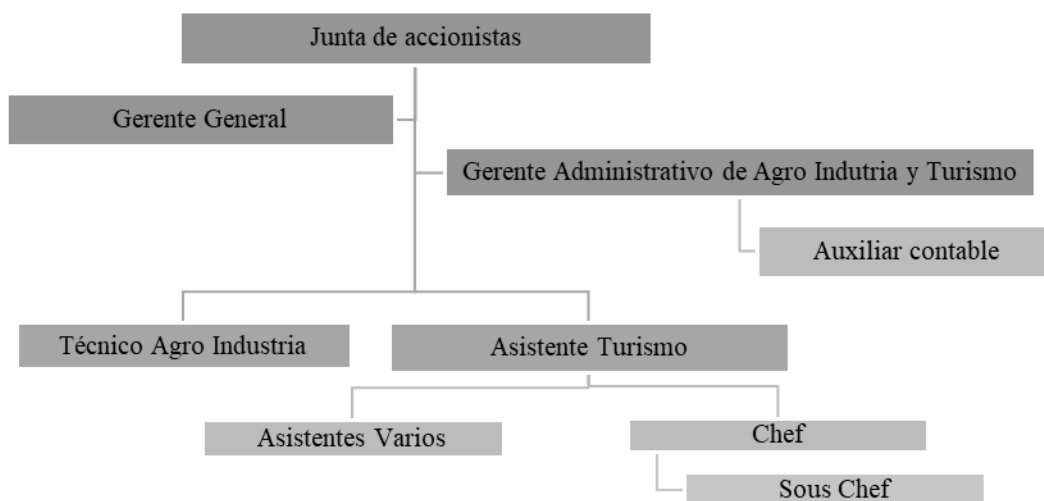 Junta de accionistas
Gerente General
Gerente Administrativo de Agro Indutria y Turismo
Auxiliar contable
Técnico Agro Industria
Asistente Turismo
Asistentes Varios
Chef
Sous Chef